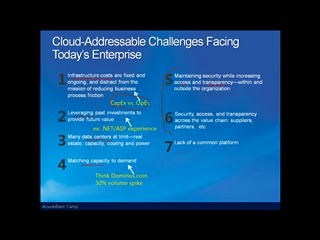 Cloud-Addressable Challenges Facing
Today's Enterprise
1
Infrastructure costs are fixed and
ongoing, and distract from the
mission of reducing business
process friction
CapEx vs. OpEx
2
Leveraging past investments to
provide future value
ex: .NET/ASP experience
3
Many data centers at limit—real
estate, capacity, cooling and power
4
Matching capacity to demand
Think Dominos.com
50% volume spike
5
Maintaining security while increasing
access and transparency—within and
outside the organization
6
Security, access, and transparency
across the value chain: suppliers,
partners, etc.
7
Lack of a common platform
Azure Boot Camp